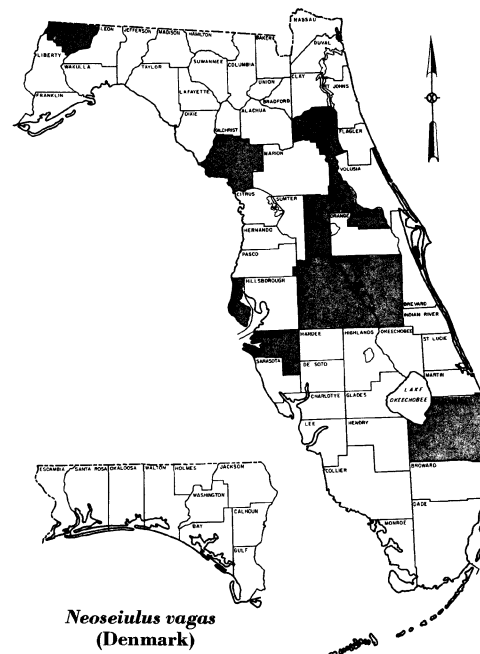 NASSAU
LEON JEFFERSON MADISON HAMILTON BAKER
DUVAL
LIBERTY
WAKULLA TAYLOR SUWANNEE COLUMBIA
UNION CLAY
FRANKLIN LAFAYETTE BRADFORD ST JOHNS
DIXIE ALACHUA
GILCHRIST FLAGLER
MARION
VOLUSIA
CITRUS
SUMTER
ORANGE
HERNANDO
PASCO
HILLSBOROUGH
BREVARD
INDIAN RIVER
HARDEE HIGHLANDS OKEECHOBEE
ST LUCIE
SARASOTA
DE SOTO
MARTIN
CHARLOTTE GLADES
LAKE
OKEECHOBEE
LEE HENDRY
COLLIER
BROWARD
DADE
MONROE
ESCAMBIA SANTA ROSA OKALOOSA WALTON HOLMES JACKSON
WASHINGTON
BAY CALHOUN
GULF
Neoseiulus vagas
(Denmark)